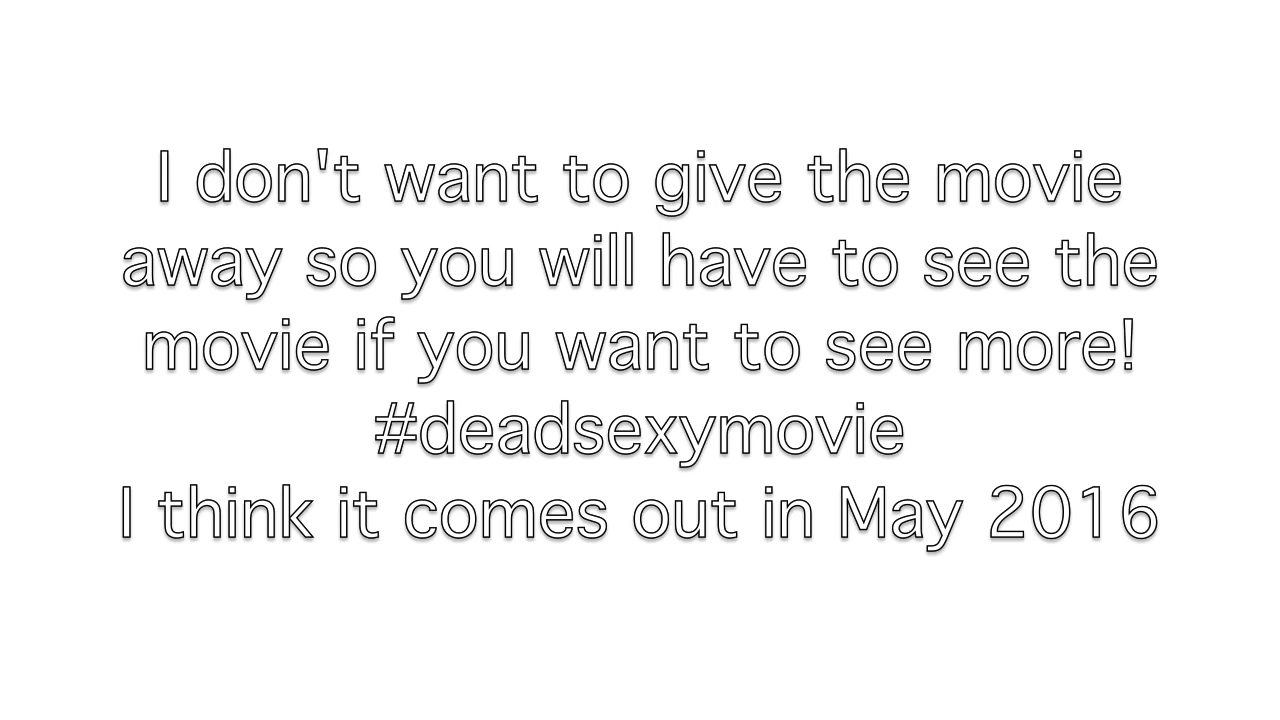 I don't want to give the movie
away so you will have to see the
movie if you want to see more!
#deadsexymovie
I think it comes out in May 2016